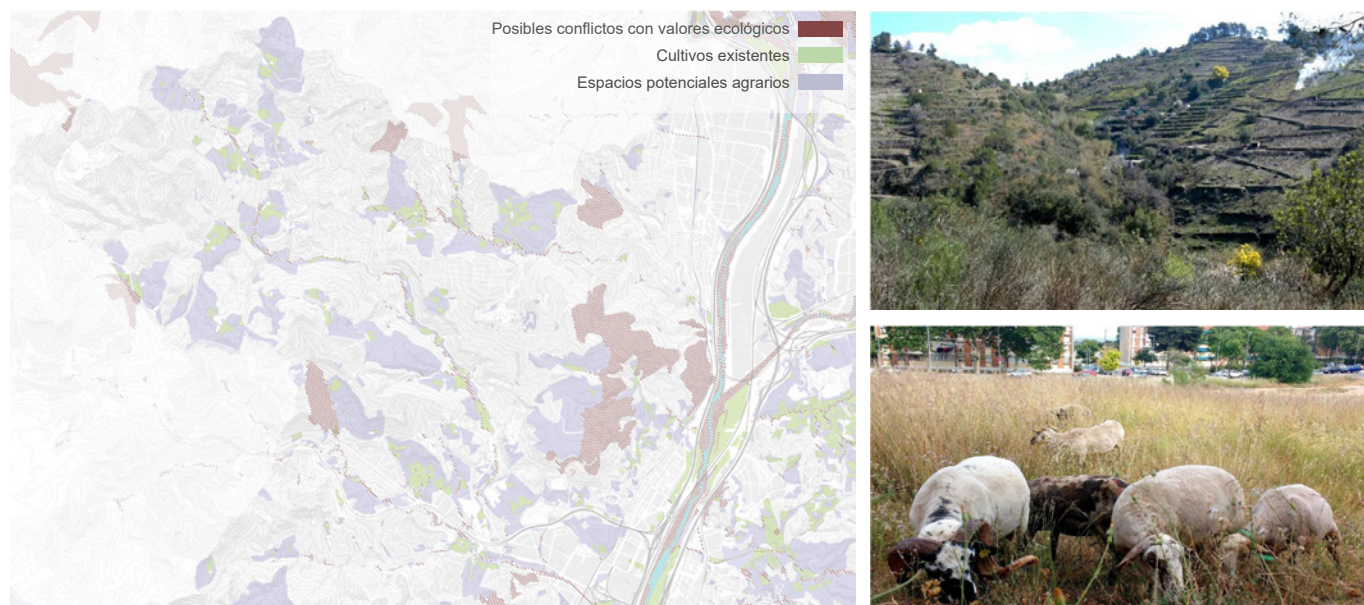 Posibles conflictos con valores ecológicos
Cultivos existentes
Espacios potenciales agrarios